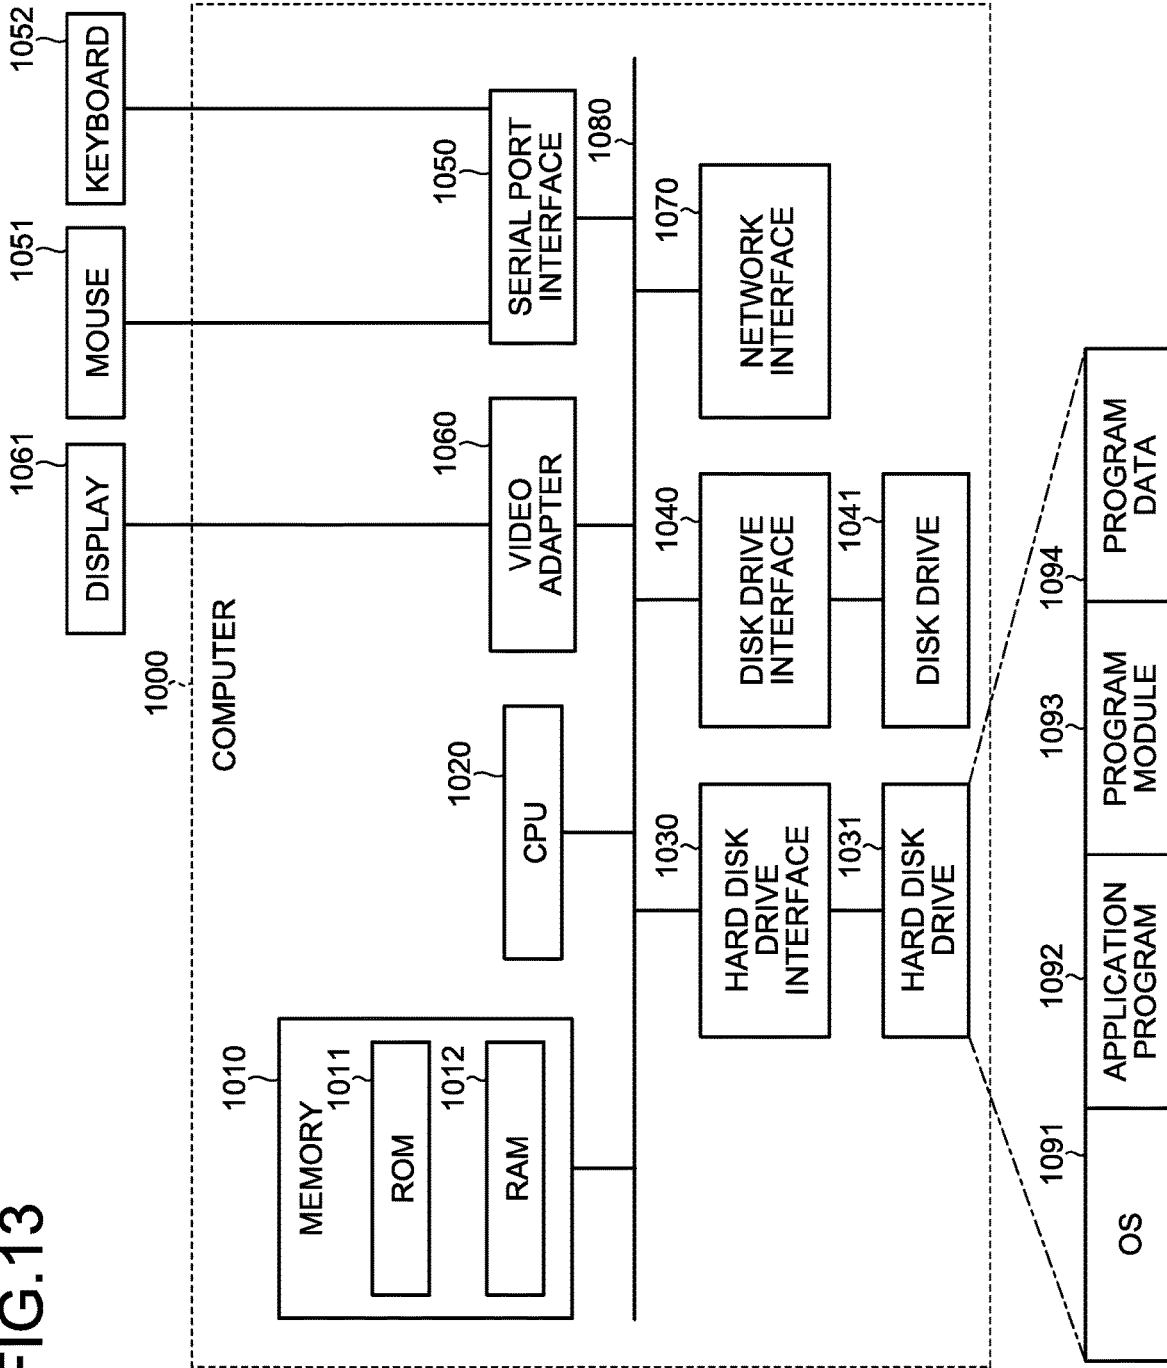 FIG.13
1061
1051
1052
DISPLAY
MOUSE
KEYBOARD
1000
COMPUTER
1010
MEMORY
1011
ROM
1012
RAM
1020
CPU
1060
VIDEO
ADAPTER
1050
SERIAL PORT
INTERFACE
1080
1030
HARD DISK
DRIVE
INTERFACE
1040
DISK DRIVE
INTERFACE
1070
NETWORK
INTERFACE
1031
HARD DISK
DRIVE
1041
DISK DRIVE
1091
OS
1092
APPLICATION
PROGRAM
1093
PROGRAM
MODULE
1094
PROGRAM
DATA